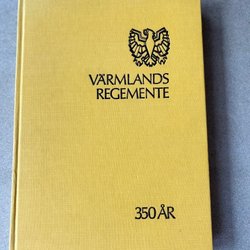 VÄRMLANDS
REGEMENTE
350 ÅR